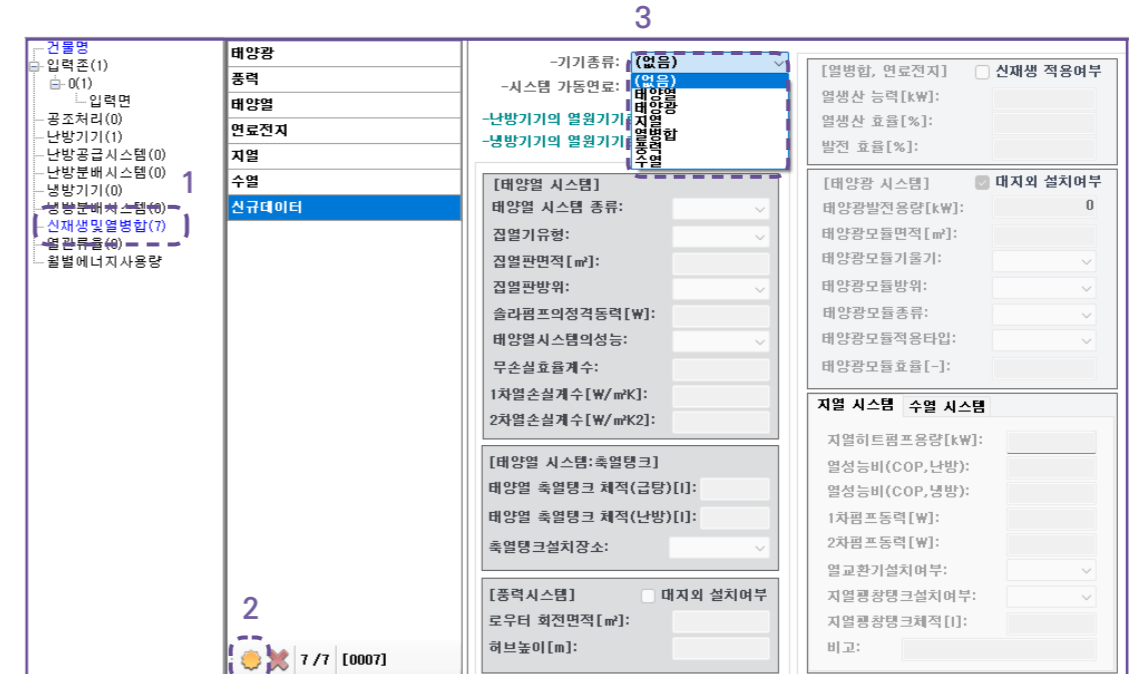 3
건물명
입력존(1)
0(1)
입력면
공조처리(0)
난방기기(1)
난방공급시스템(0)
난방분배시스템(0)
냉방기기(0)
냉방분배시스템(0)
신재생및열병합(7)
열관류율(0)
월별에너지사용량
1
태양광
풍력
태양열
연료전지
지열
수열
신규데이터
2
7 /7 [0007]
-기기종류: (없음)
(없음)
태양열
태양광
지열
열병합
풍력
수열
-시스템 가동연료:
-난방기기의 열원기기
-냉방기기의 열원기기
[태양열 시스템]
태양열 시스템 종류:
집열기유형:
집열판면적[㎡]:
집열판방위:
솔라펌프의정격동력[W]:
태양열시스템의성능:
무손실효율계수:
1차열손실계수[W/㎡K]:
2차열손실계수[W/㎡K2]:
[태양열 시스템:축열탱크]
태양열 축열탱크 체적(급탕)[l]:
태양열 축열탱크 체적(난방)[l]:
축열탱크설치장소:
[풍력시스템] 대지외 설치여부
로우터 회전면적[㎡]:
허브높이[m]:
[열병합, 연료전지] 신재생 적용여부
열생산 능력[kW]:
열생산 효율[%]:
발전 효율[%]:
[태양광 시스템] 대지외 설치여부
태양광발전용량[kW]: 0
태양광모듈면적[㎡]:
태양광모듈기울기:
태양광모듈방위:
태양광모듈종류:
태양광모듈적용타입:
태양광모듈효율[-]:
지열 시스템 수열 시스템
지열히트펌프용량[kW]:
열성능비(COP,난방):
열성능비(COP,냉방):
1차펌프동력[W]:
2차펌프동력[W]:
열교환기설치여부:
지열팽창탱크설치여부:
지열팽창탱크체적[l]:
비고: